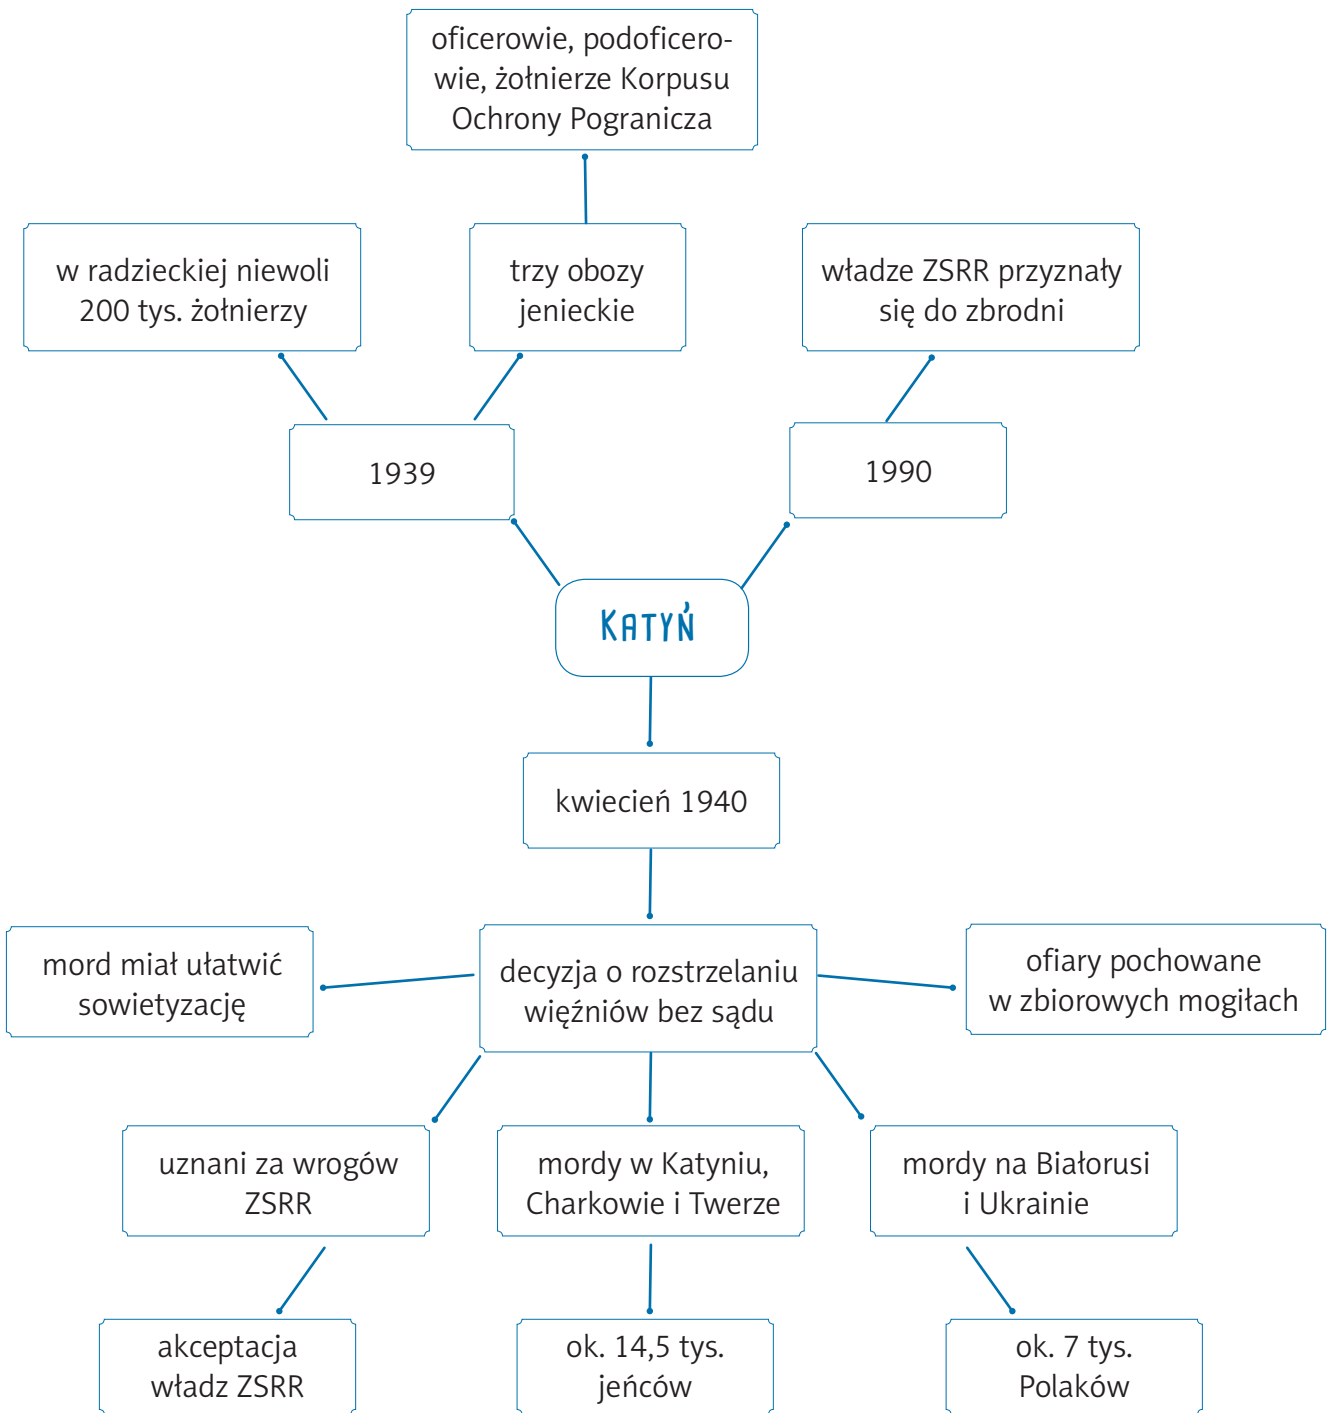 oficerowie, podoficero-
wie, żołnierze Korpusu
Ochrony Pogranicza
w radzieckiej niewoli
200 tys. żołnierzy
trzy obozy
jenieckie
władze ZSRR przyznały
się do zbrodni
1939
1990
KATYŃ
kwiecień 1940
mord miał ułatwić
sowietyzację
decyzja o rozstrzelaniu
więźniów bez sądu
ofiary pochowane
w zbiorowych mogiłach
uznani za wrogów
ZSRR
mordy w Katyniu,
Charkowie i Twerze
mordy na Białorusi
i Ukrainie
akceptacja
władz ZSRR
ok. 14,5 tys.
jeńców
ok. 7 tys.
Polaków